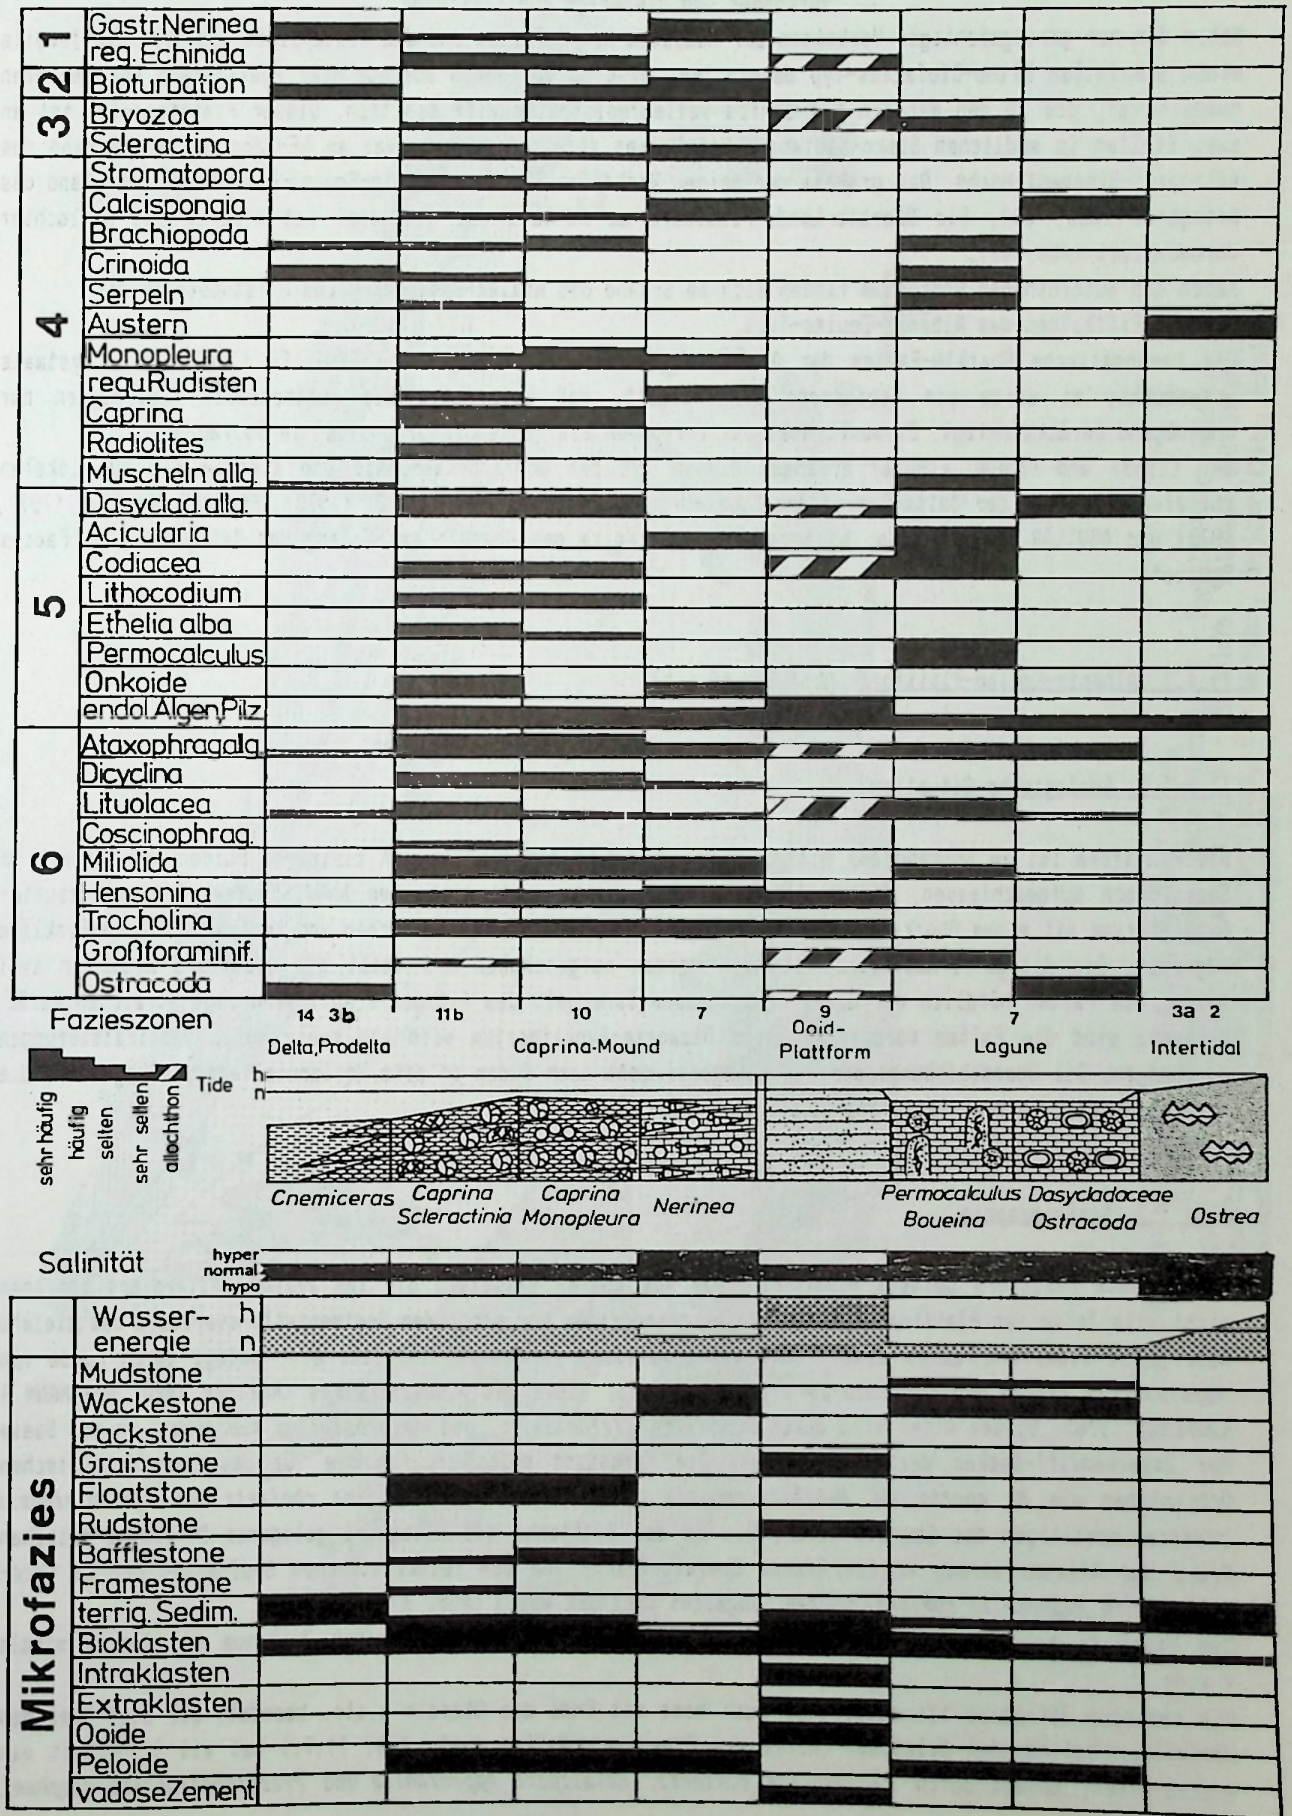 1
Gastr.Nerinea
reg.Echinida
2
Bioturbation
3
Bryozoa
Scleractina
4
Stromatopora
Calcispongia
Brachiopoda
Crinoida
Serpeln
Austern
Monopleura
requ.Rudisten
Caprina
Radiolites
Muscheln allg.
5
Dasyclad.allg.
Acicularia
Codiacea
Lithocodium
Ethelia alba
Permocalculus
Onkoide
endol.Algen,Pilz
6
Ataxophragalg.
Dicyclina
Lituolacea
Coscinophrag.
Miliolida
Hensonina
Trocholina
Großforaminif.
Ostracoda
Fazieszonen
14 3b 11b 10 7 9 7 3a 2
Delta,Prodelta Caprina-Mound Ooid-Plattform Lagune Intertidal
sehr häufig
häufig
selten
sehr selten
allochthon
Tide h
n
Cnemiceras Caprina Scleractinia Caprina Monopleura Nerinea Permocalculus Boueina Dasycladaceae Ostracoda Ostrea
Salinität hyper
normal
hypo
Wasser- h
energie n
Mikrofazies
Mudstone
Wackestone
Packstone
Grainstone
Floatstone
Rudstone
Bafflestone
Framestone
terrig. Sedim.
Bioklasten
Intraklasten
Extraklasten
Ooide
Peloide
vadoseZement